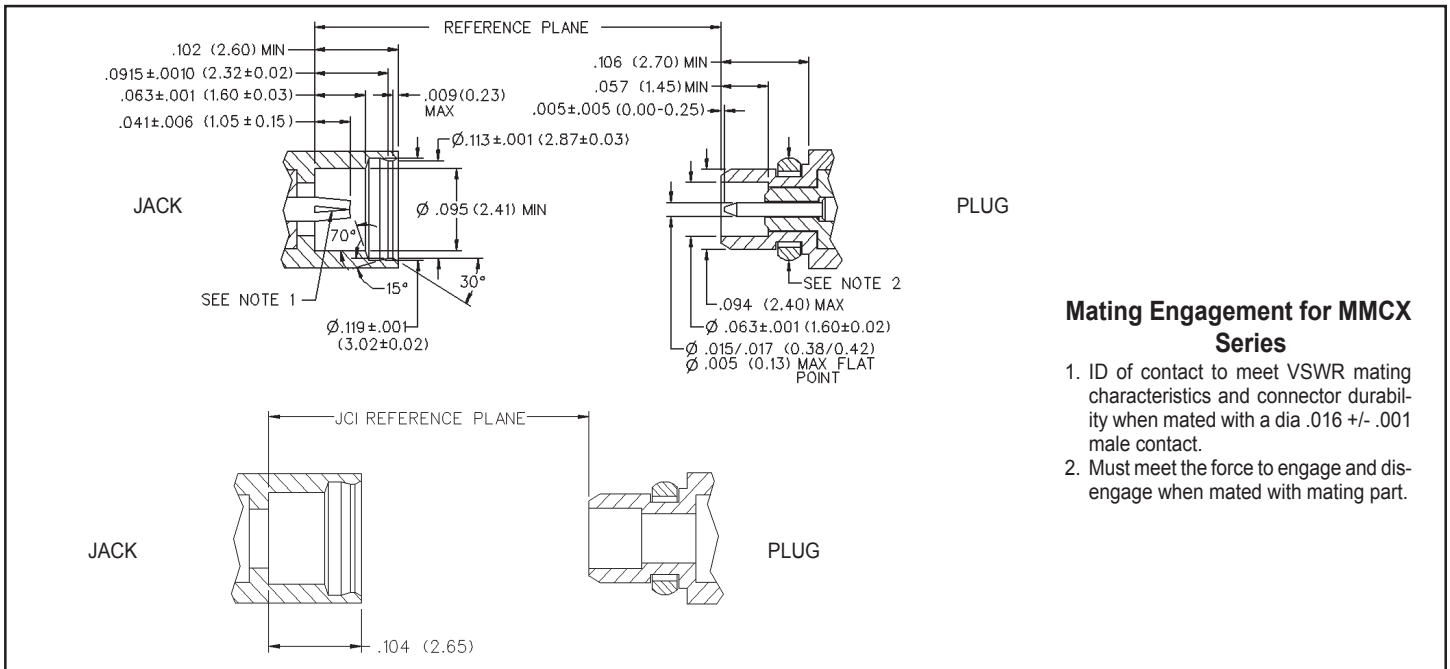 REFERENCE PLANE
.102 (2.60) MIN
.0915±.0010 (2.32±0.02)
.063±.001 (1.60±0.03)
.041±.006 (1.05±0.15)
.009(0.23)
MAX
Ø.113±.001 (2.87±0.03)
JACK
Ø .095 (2.41) MIN
70°
15°
30°
SEE NOTE 1
Ø.119±.001
(3.02±0.02)
.106 (2.70) MIN
.057 (1.45)MIN
.005±.005 (0.00-0.25)
PLUG
SEE NOTE 2
.094 (2.40) MAX
Ø .063±.001 (1.60±0.02)
Ø .015/.017 (0.38/0.42)
Ø .005 (0.13) MAX FLAT
POINT
Mating Engagement for MMCX
Series
1. ID of contact to meet VSWR mating
characteristics and connector durabil-
ity when mated with a dia .016 +/- .001
male contact.
2. Must meet the force to engage and dis-
engage when mated with mating part.
JCI REFERENCE PLANE
JACK
PLUG
.104 (2.65)